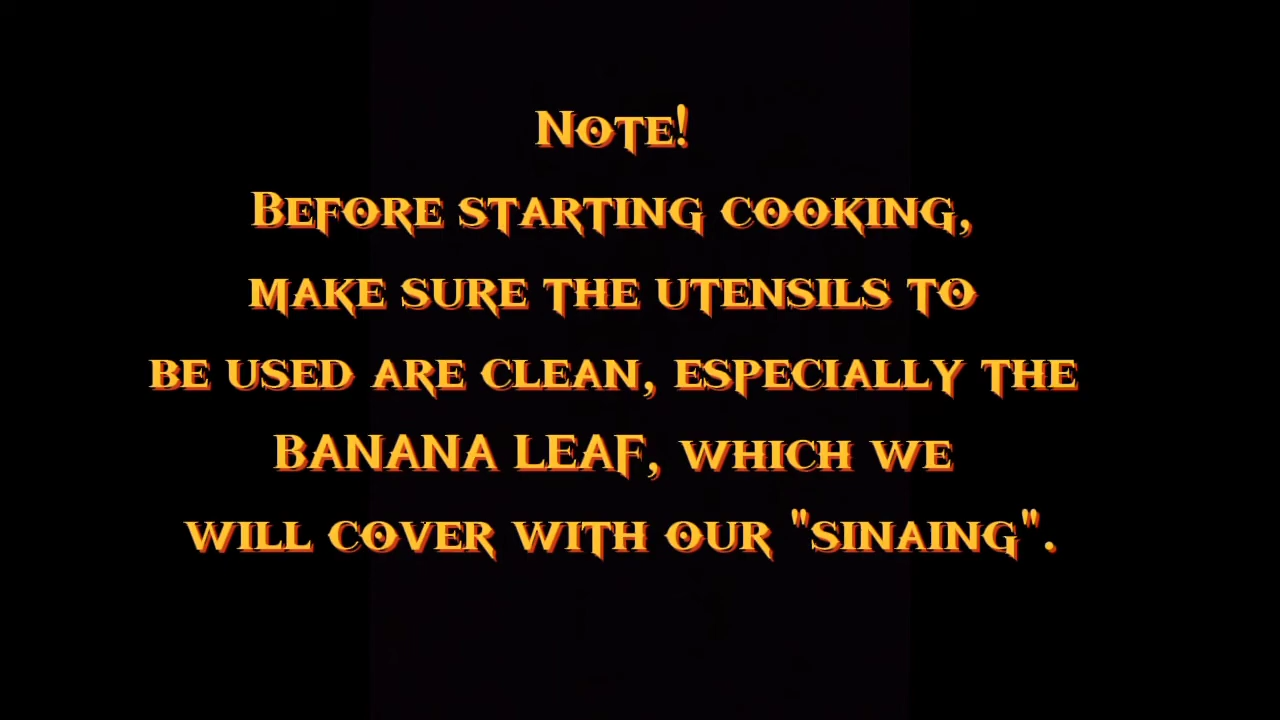 Note!
Before starting cooking,
make sure the utensils to
be used are clean, especially the
BANANA LEAF, which we
will cover with our "sinaing".